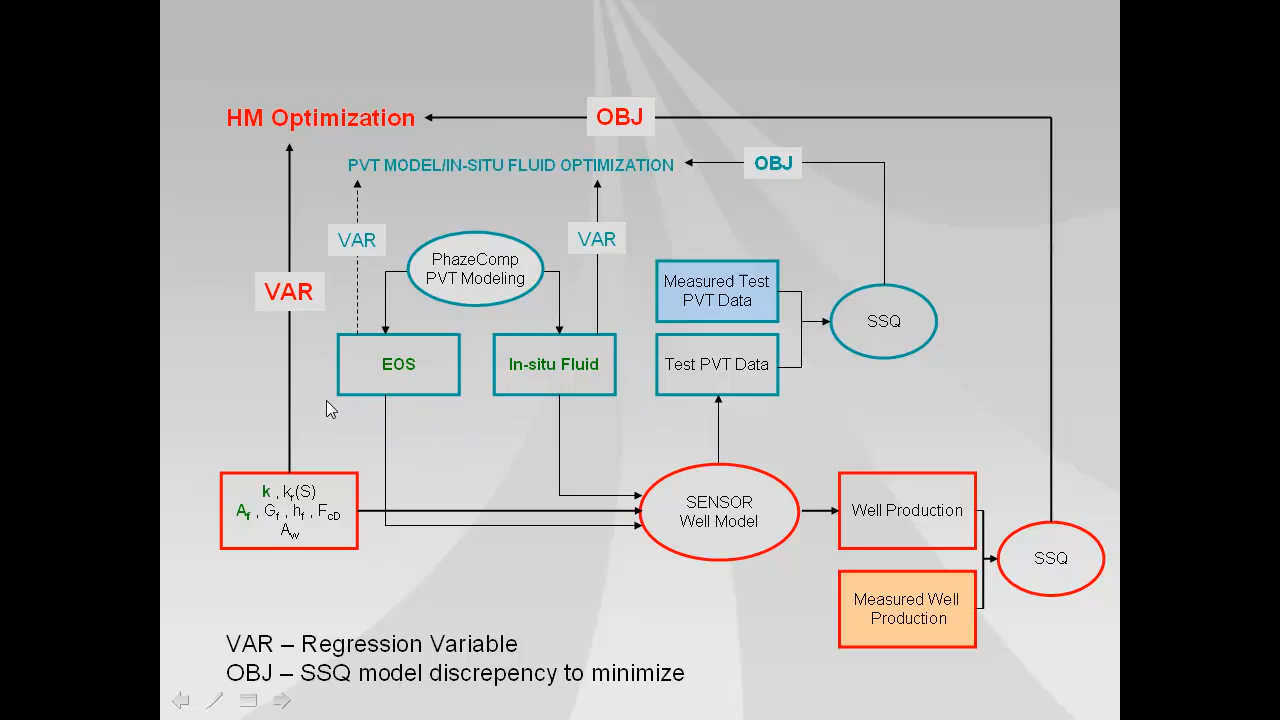 HM Optimization
OBJ
PVT MODEL/IN-SITU FLUID OPTIMIZATION
OBJ
VAR
VAR
PhazeComp
PVT Modeling
VAR
Measured Test
PVT Data
SSQ
EOS
In-situ Fluid
Test PVT Data
k , kr(S)
Af , Gf , hf , FcD
Aw
SENSOR
Well Model
Well Production
SSQ
Measured Well
Production
VAR – Regression Variable
OBJ – SSQ model discrepency to minimize